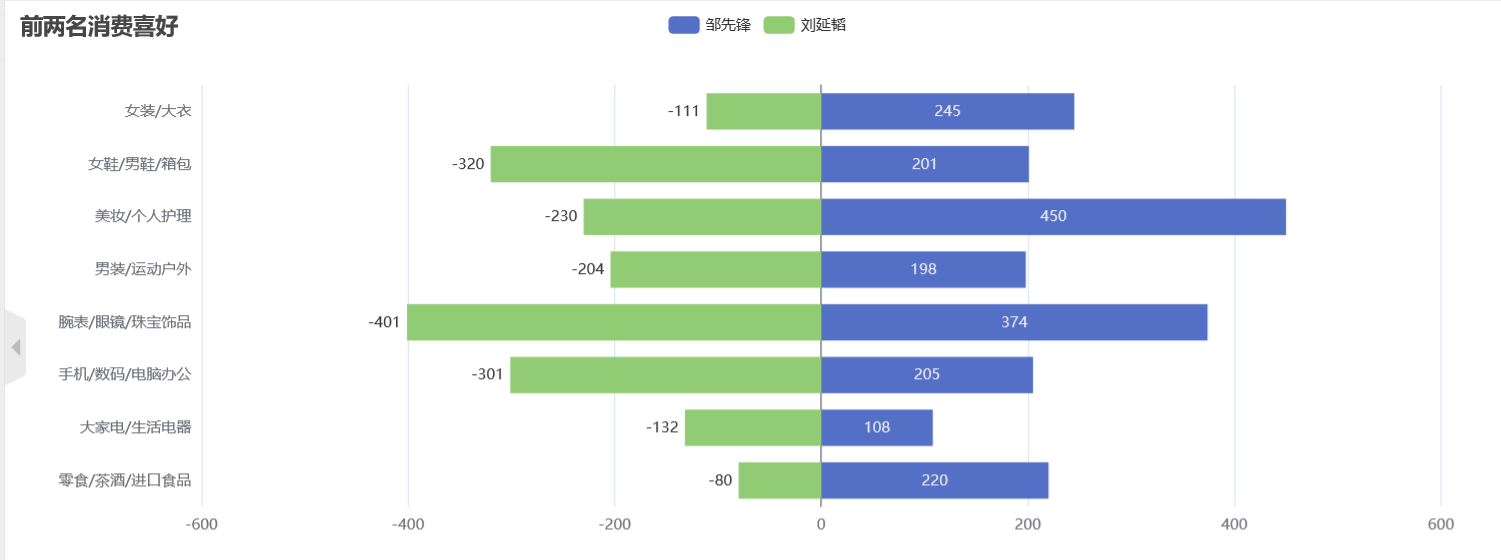 前两名消费喜好
邹先锋 刘延韬
女装/大衣 -111 245
女鞋/男鞋/箱包 -320 201
美妆/个人护理 -230 450
男装/运动户外 -204 198
腕表/眼镜/珠宝饰品 -401 374
手机/数码/电脑办公 -301 205
大家电/生活电器 -132 108
零食/茶酒/进口食品 -80 220
-600 -400 -200 0 200 400 600